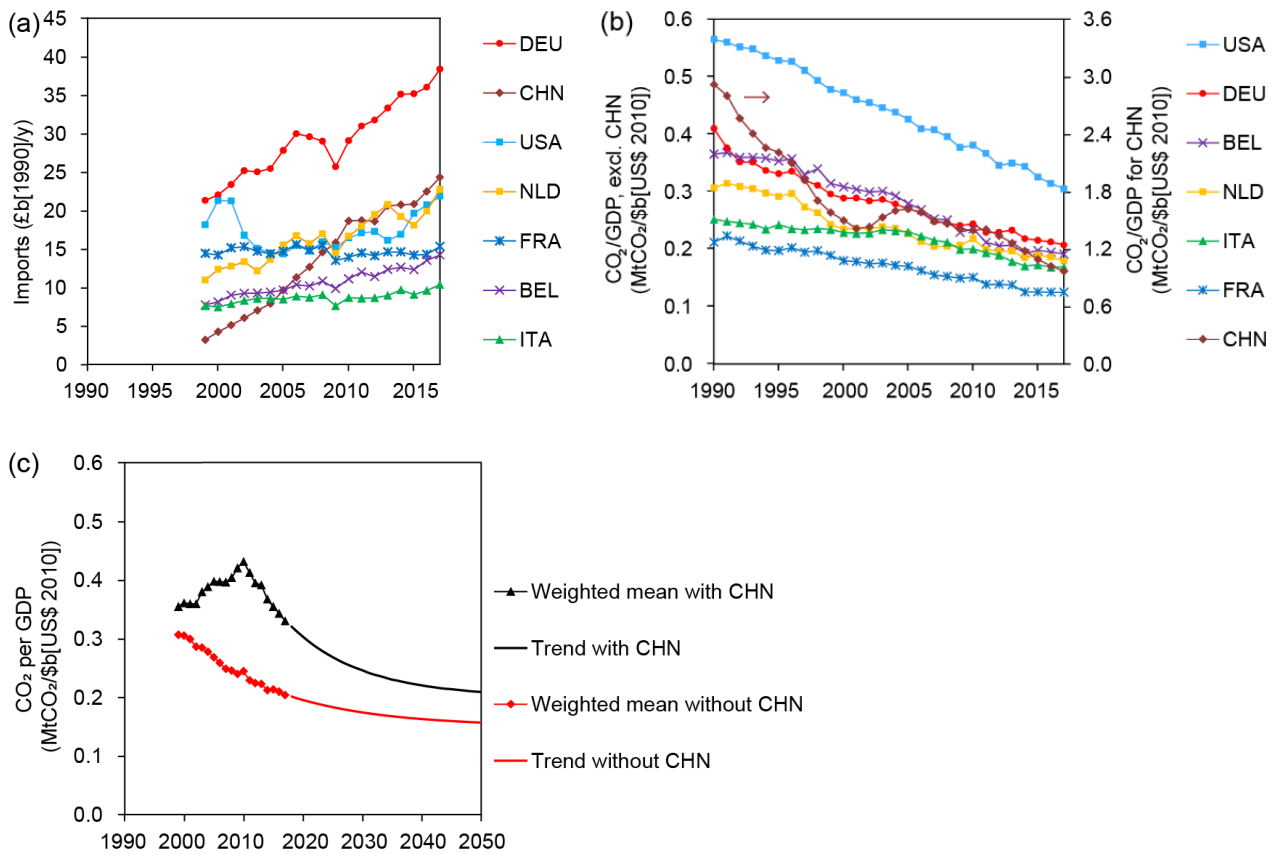 (a)
Imports (£b[1990]/y)
45
40
35
30
25
20
15
10
5
0
1990 1995 2000 2005 2010 2015
DEU
CHN
USA
NLD
FRA
BEL
ITA
(b)
CO₂/GDP, excl. CHN
(MtCO₂/$b[US$ 2010])
0.6
0.5
0.4
0.3
0.2
0.1
0.0
1990 1995 2000 2005 2010 2015
3.6
3.0
2.4
1.8
1.2
0.6
0.0
CO₂/GDP for CHN
(MtCO₂/$b[US$ 2010])
USA
DEU
BEL
NLD
ITA
FRA
CHN
(c)
CO₂ per GDP
(MtCO₂/$b[US$ 2010])
0.6
0.5
0.4
0.3
0.2
0.1
0.0
1990 2000 2010 2020 2030 2040 2050
Weighted mean with CHN
Trend with CHN
Weighted mean without CHN
Trend without CHN